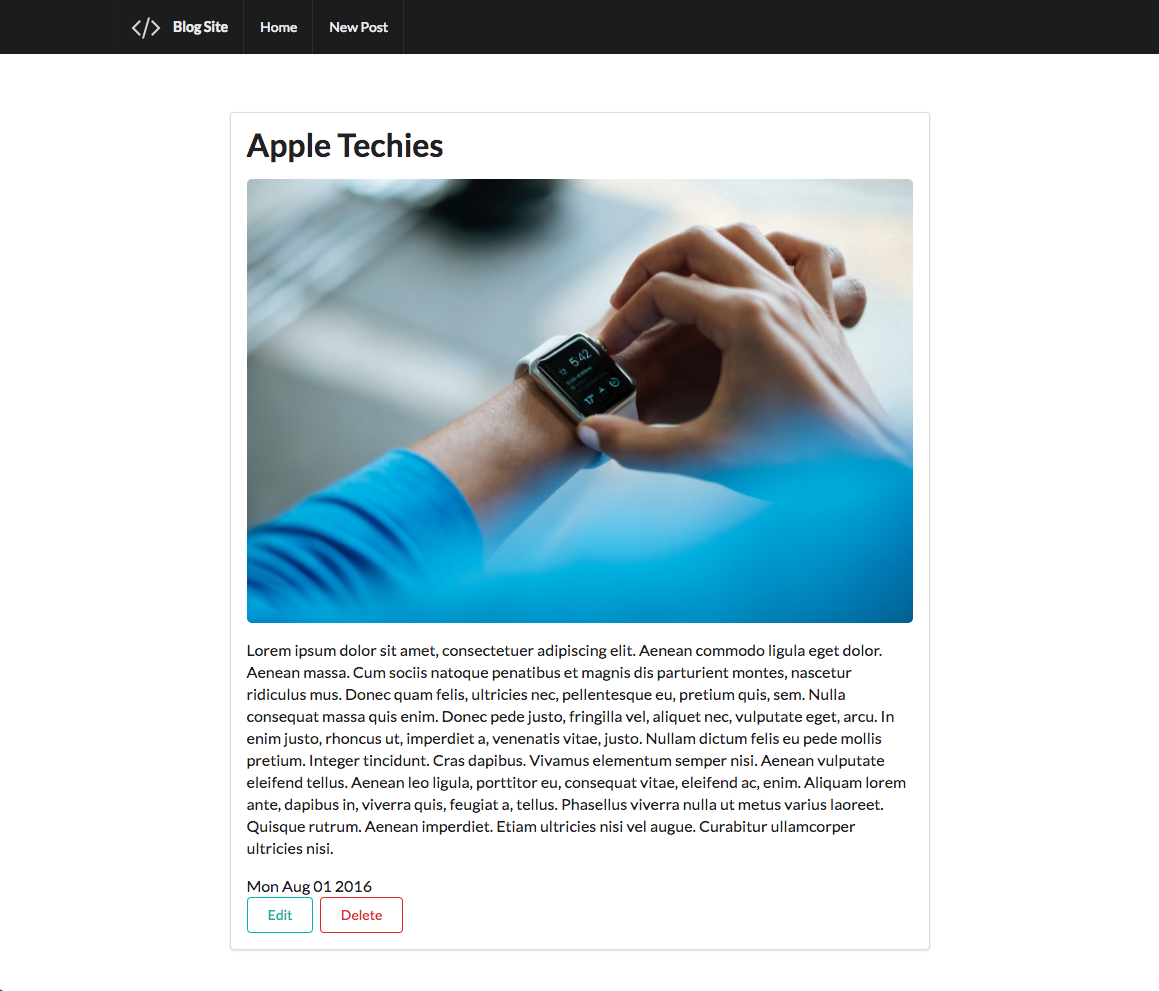 </> Blog Site Home New Post
Apple Techies
5:42
17°
Lorem ipsum dolor sit amet, consectetuer adipiscing elit. Aenean commodo ligula eget dolor.
Aenean massa. Cum sociis natoque penatibus et magnis dis parturient montes, nascetur
ridiculus mus. Donec quam felis, ultricies nec, pellentesque eu, pretium quis, sem. Nulla
consequat massa quis enim. Donec pede justo, fringilla vel, aliquet nec, vulputate eget, arcu. In
enim justo, rhoncus ut, imperdiet a, venenatis vitae, justo. Nullam dictum felis eu pede mollis
pretium. Integer tincidunt. Cras dapibus. Vivamus elementum semper nisi. Aenean vulputate
eleifend tellus. Aenean leo ligula, porttitor eu, consequat vitae, eleifend ac, enim. Aliquam lorem
ante, dapibus in, viverra quis, feugiat a, tellus. Phasellus viverra nulla ut metus varius laoreet.
Quisque rutrum. Aenean imperdiet. Etiam ultricies nisi vel augue. Curabitur ullamcorper
ultricies nisi.
Mon Aug 01 2016
Edit Delete